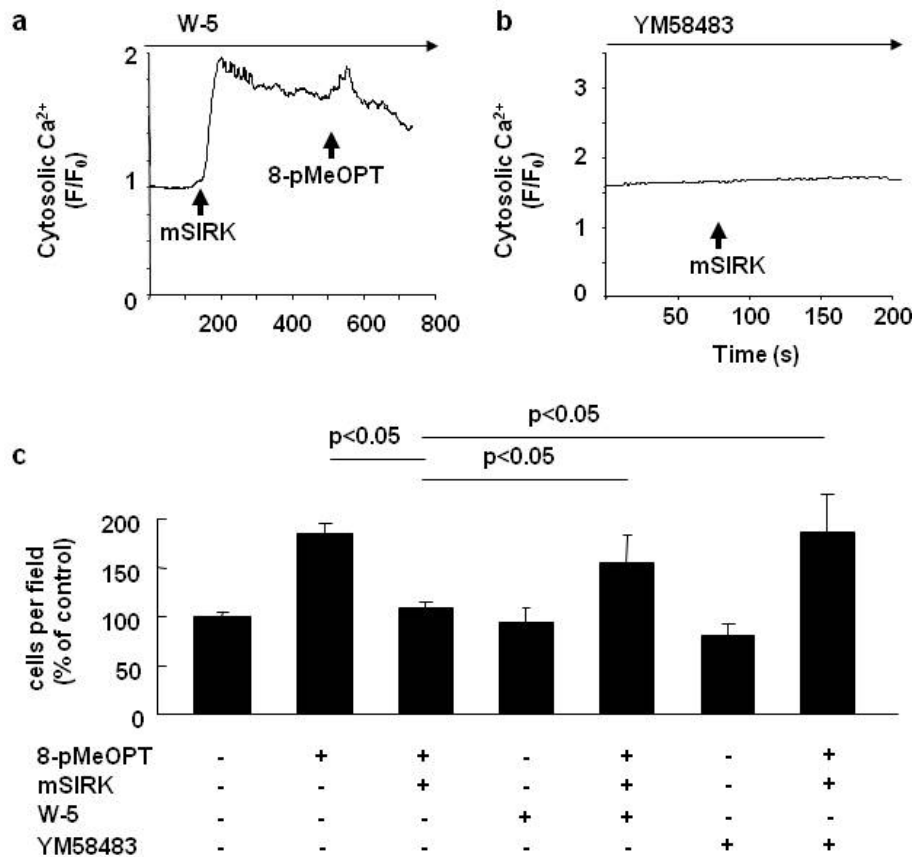 a
W-5
Cytosolic Ca²⁺
(F/F₀)
2
1
0
mSIRK
8-pMeOPT
200 400 600 800
b
YM58483
Cytosolic Ca²⁺
(F/F₀)
3
2
1
0
mSIRK
50 100 150 200
Time (s)
c
p<0.05
p<0.05
p<0.05
cells per field
(% of control)
200
150
100
50
0
8-pMeOPT - + + - + - +
mSIRK - - + - + - +
W-5 - - - + + - -
YM58483 - - - - - + +